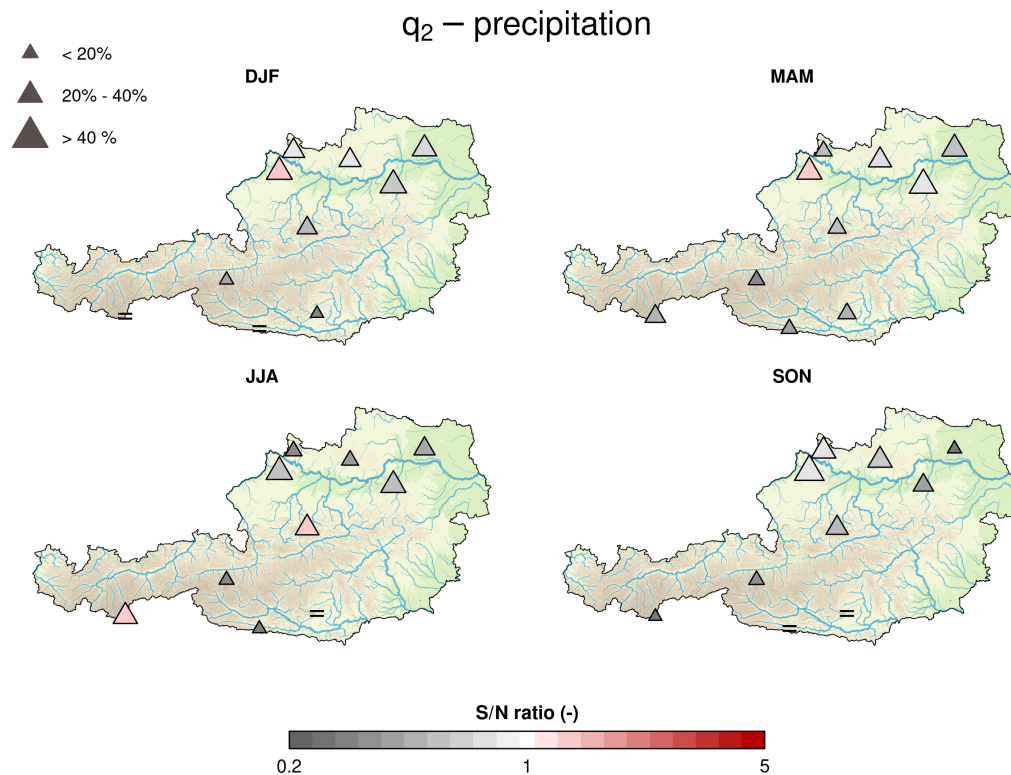 q₂ – precipitation
< 20%
20% - 40%
> 40 %
DJF
MAM
=
=
JJA
SON
=
=
=
S/N ratio (-)
0.2
1
5